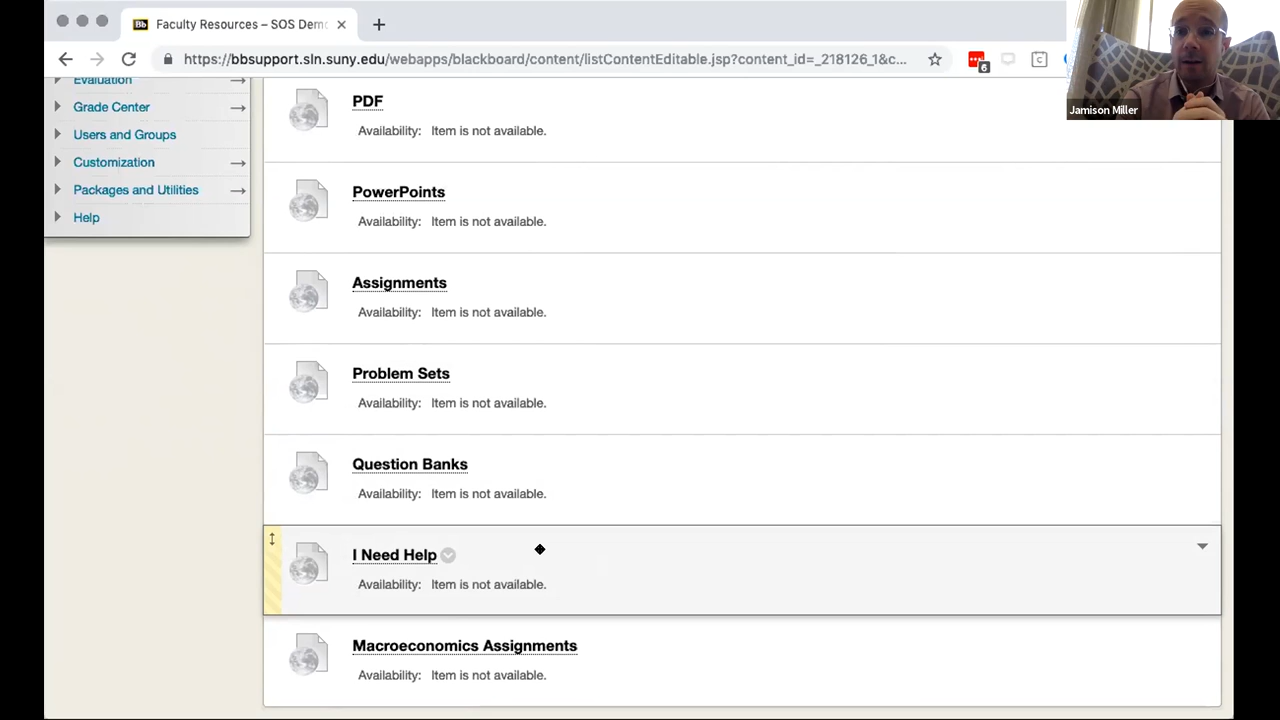 Bb Faculty Resources – SOS Dem
https://bbsupport.sln.suny.edu/webapps/blackboard/content/listContentEditable.jsp?content_id=_218126_1&c...
6
C
Jamison Miller
Evaluation
Grade Center
Users and Groups
Customization
Packages and Utilities
Help
PDF
Availability: Item is not available.
PowerPoints
Availability: Item is not available.
Assignments
Availability: Item is not available.
Problem Sets
Availability: Item is not available.
Question Banks
Availability: Item is not available.
I Need Help
Availability: Item is not available.
Macroeconomics Assignments
Availability: Item is not available.